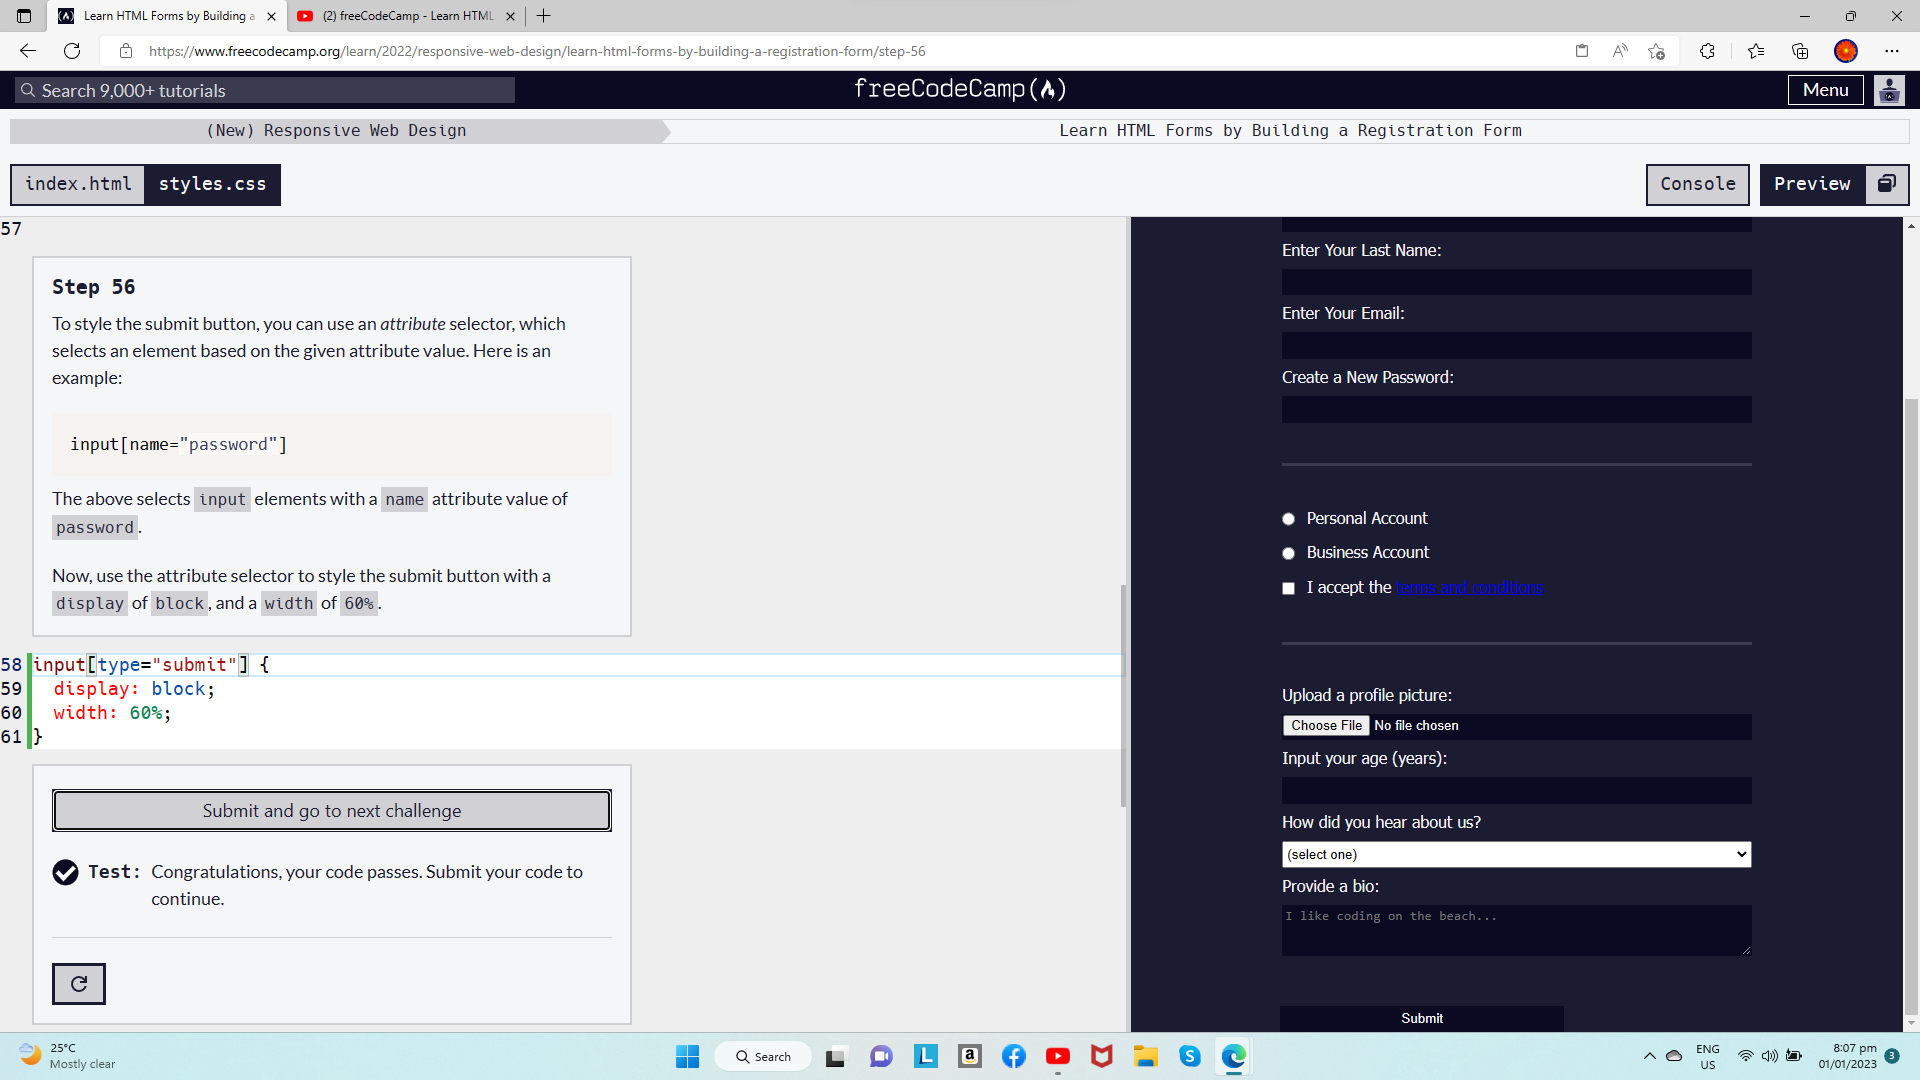 Learn HTML Forms by Building a
(2) freeCodeCamp - Learn HTML
https://www.freecodecamp.org/learn/2022/responsive-web-design/learn-html-forms-by-building-a-registration-form/step-56
Search 9,000+ tutorials
freeCodeCamp
Menu
(New) Responsive Web Design
Learn HTML Forms by Building a Registration Form
index.html
styles.css
Console
Preview
57
Step 56
To style the submit button, you can use an attribute selector, which
selects an element based on the given attribute value. Here is an
example:
input[name="password"]
The above selects input elements with a name attribute value of
password.
Now, use the attribute selector to style the submit button with a
display of block, and a width of 60%.
58 input[type="submit"] {
59 display: block;
60 width: 60%;
61 }
Submit and go to next challenge
Test: Congratulations, your code passes. Submit your code to
continue.
Enter Your Last Name:
Enter Your Email:
Create a New Password:
Personal Account
Business Account
I accept the terms and conditions
Upload a profile picture:
Choose File No file chosen
Input your age (years):
How did you hear about us?
(select one)
Provide a bio:
I like coding on the beach...
Submit
25°C
Mostly clear
Search
L
a
S
ENG
US
8:07 pm
01/01/2023
3